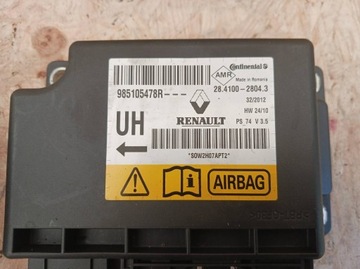 Continental
AMR
Made in Romania
985105478R---
28.4100-2804.3
32/2012
HW 24/10
UH
RENAULT
PS 74 V 3.5
*SOW2H07APT2*
AIRBAG